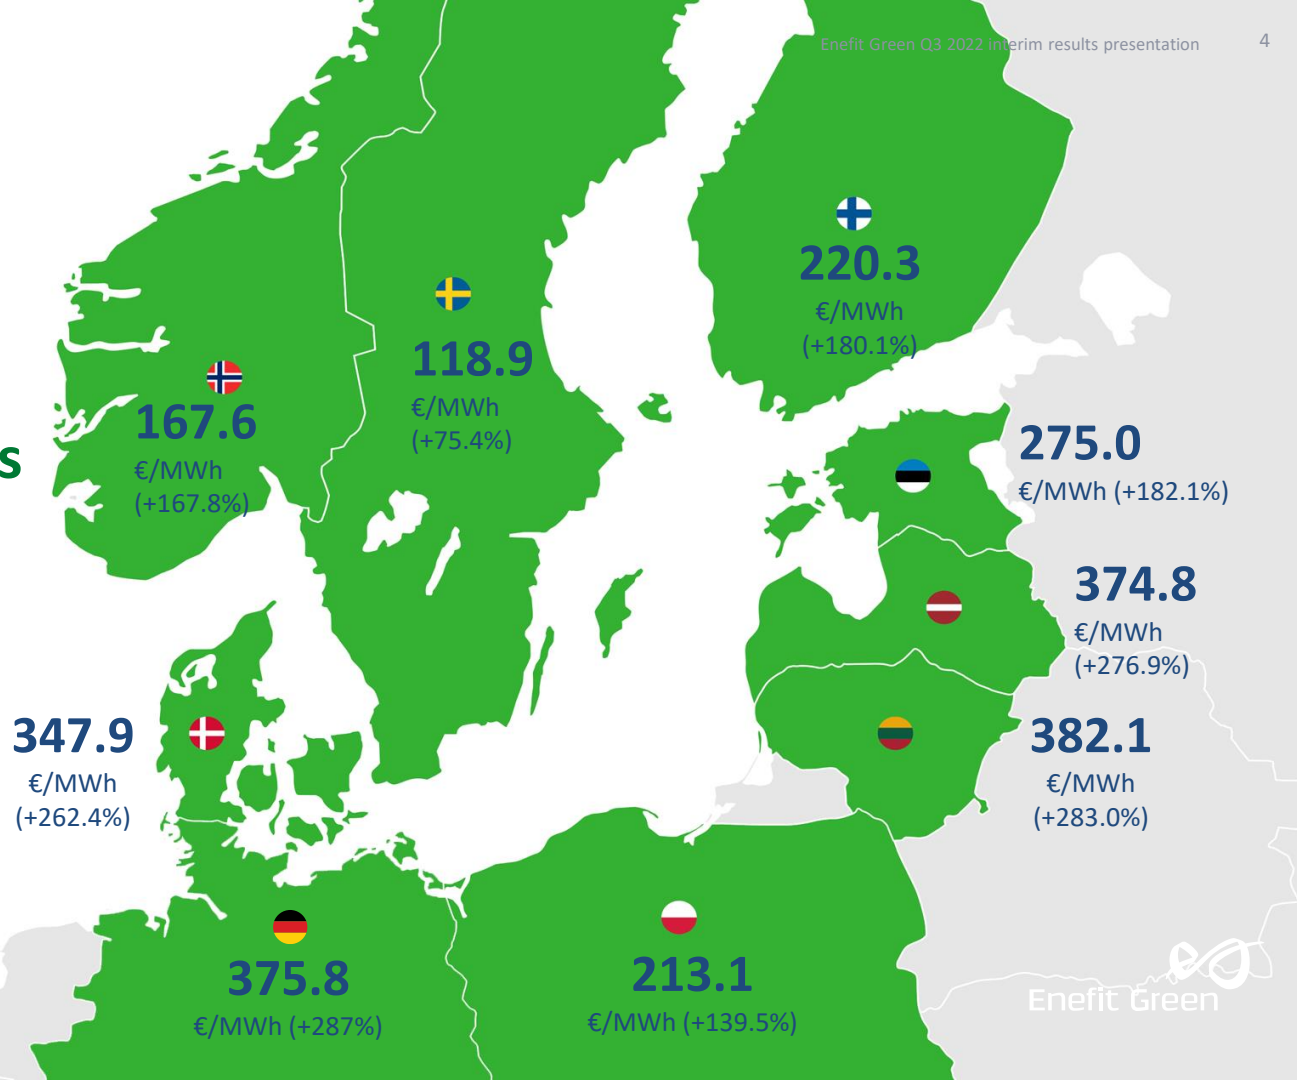 Enefit Green Q3 2022 interim results presentation
4
220.3
€/MWh
(+180.1%)
118.9
€/MWh
(+75.4%)
167.6
€/MWh
(+167.8%)
s
275.0
€/MWh (+182.1%)
374.8
€/MWh
(+276.9%)
347.9
€/MWh
(+262.4%)
382.1
€/MWh
(+283.0%)
375.8
€/MWh (+287%)
213.1
€/MWh (+139.5%)
Enefit Green